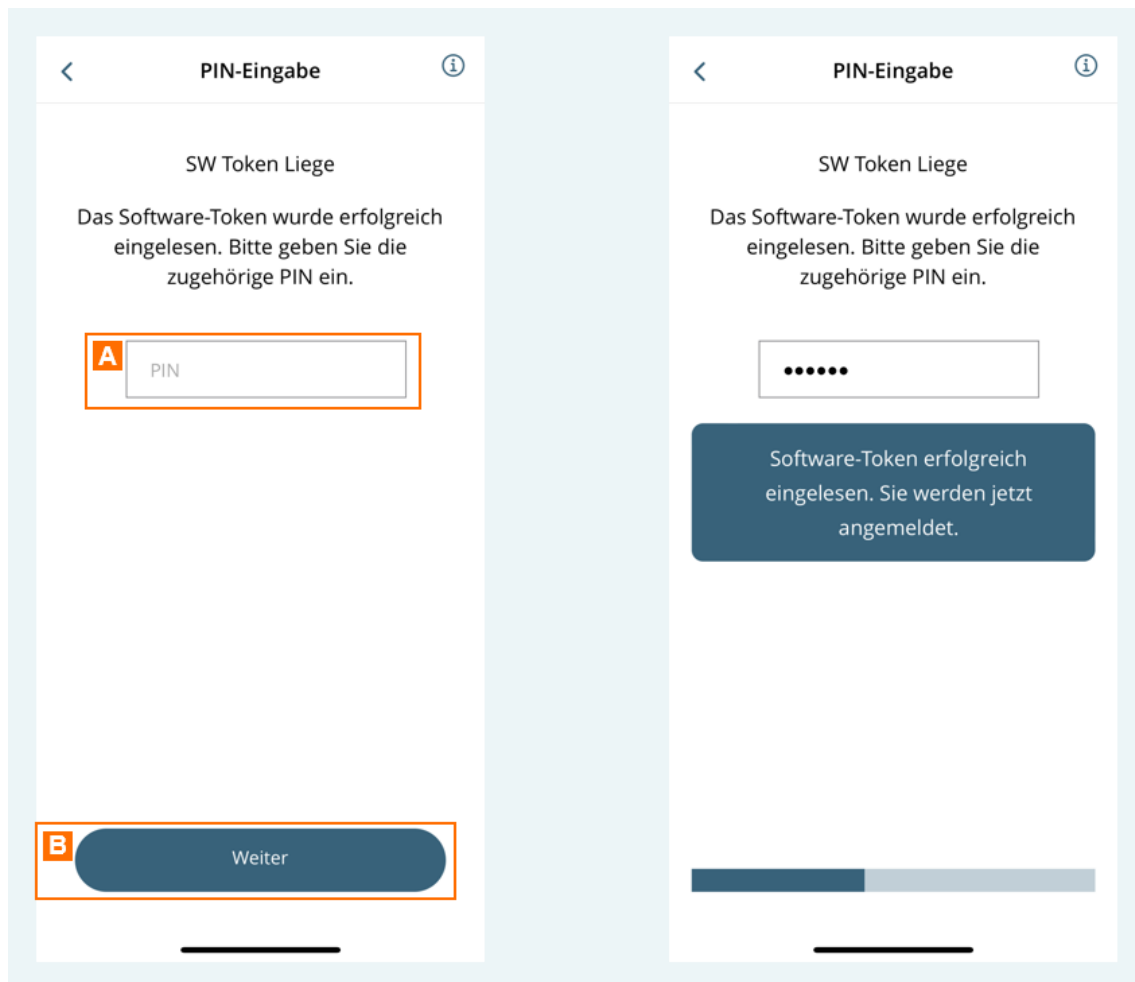 PIN-Eingabe
SW Token Liege
Das Software-Token wurde erfolgreich
eingelesen. Bitte geben Sie die
zugehörige PIN ein.
A
PIN
B
Weiter
PIN-Eingabe
SW Token Liege
Das Software-Token wurde erfolgreich
eingelesen. Bitte geben Sie die
zugehörige PIN ein.
••••••
Software-Token erfolgreich
eingelesen. Sie werden jetzt
angemeldet.